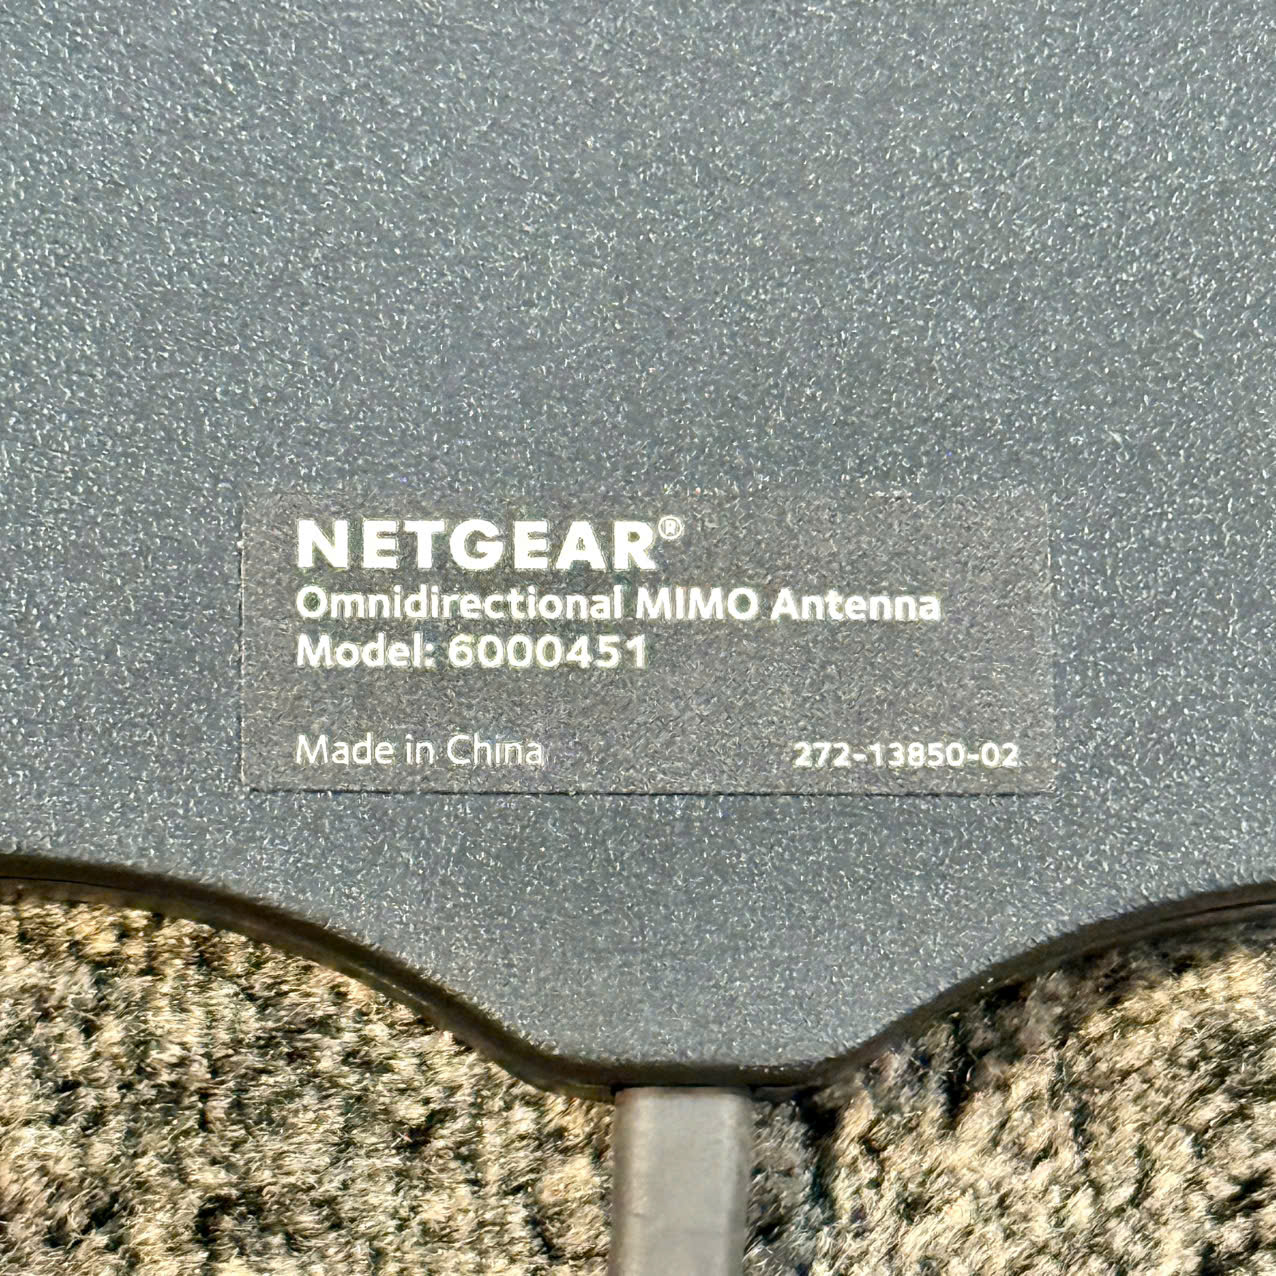 NETGEAR®
Omnidirectional MIMO Antenna
Model: 6000451
Made in China 272-13850-02